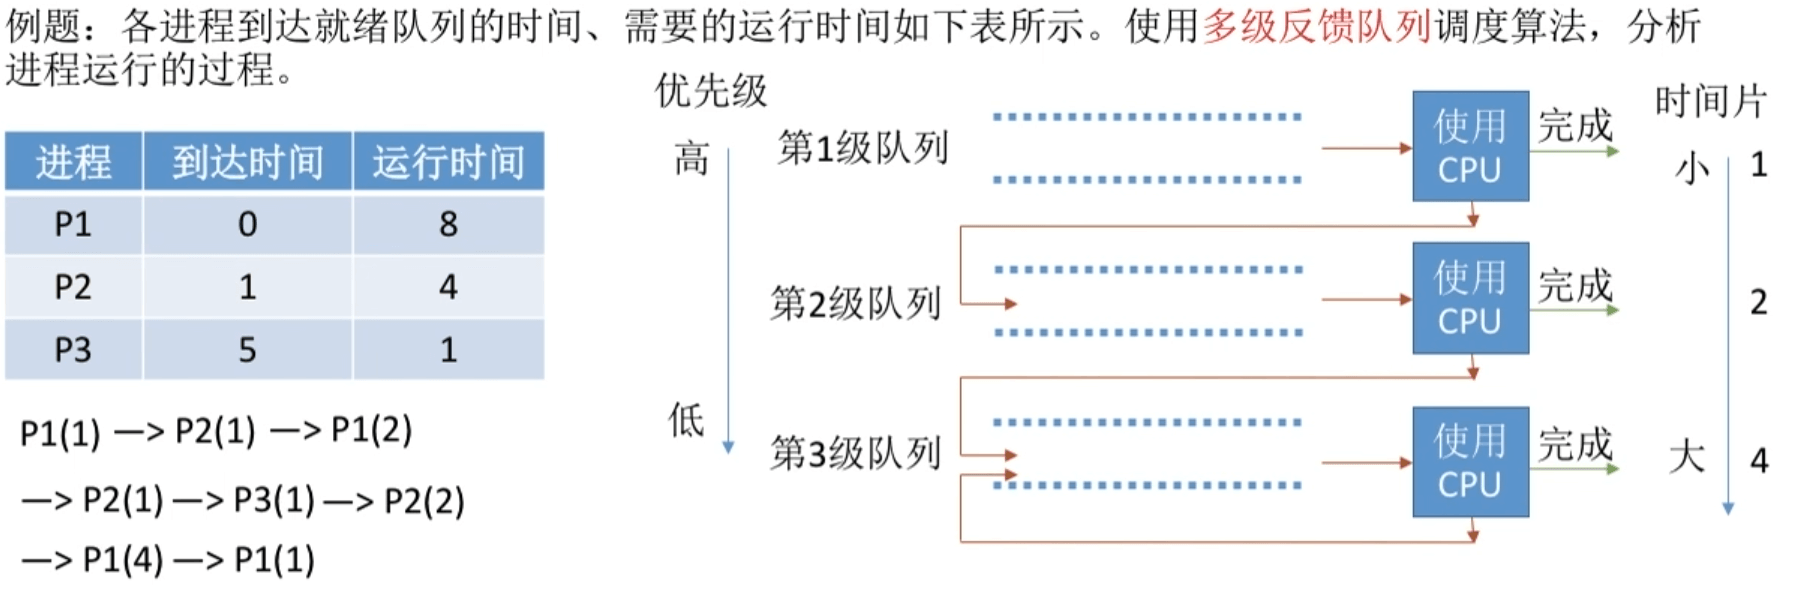 例题：各进程到达就绪队列的时间、需要的运行时间如下表所示。使用多级反馈队列调度算法，分析
进程运行的过程。
进程 到达时间 运行时间
P1 0 8
P2 1 4
P3 5 1
P1(1) —> P2(1) —> P1(2)
—> P2(1) —> P3(1) —> P2(2)
—> P1(4) —> P1(1)
优先级
高
低
第1级队列
使用
CPU
完成
第2级队列
使用
CPU
完成
第3级队列
使用
CPU
完成
时间片
小 1
2
大 4